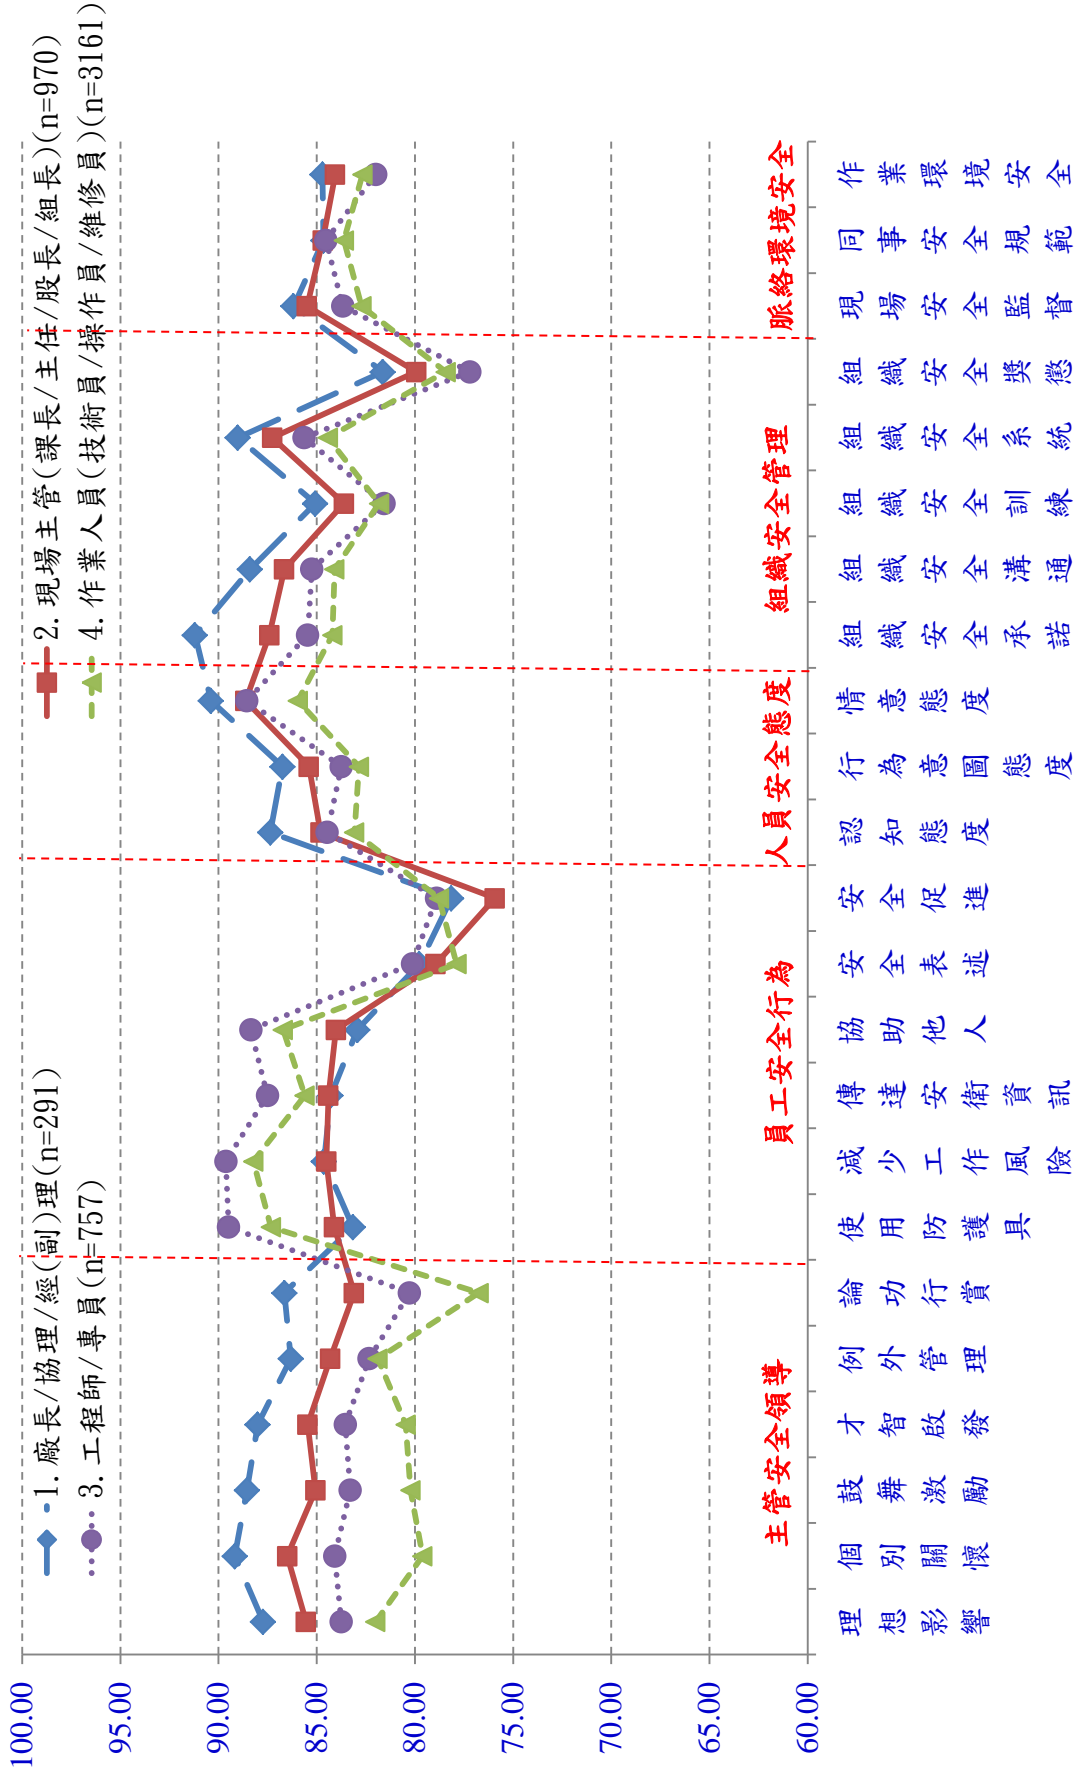 1.廠長/協理/經(副)理(n=291)
2.現場主管(課長/主任/股長/組長)(n=970)
3.工程師/專員(n=757)
4.作業人員(技術員/操作員/維修員)(n=3161)
100.00
95.00
90.00
85.00
80.00
75.00
70.00
65.00
60.00
主管安全領導
員工安全行為
人員安全態度
組織安全管理
脈絡環境安全
理想影響
個別關懷
鼓舞激勵
才智啟發
例外管理
論功行賞
使用防護具
減少工作風險
傳達安衛資訊
協助他人
安全表述
安全促進
認知態度
行為意圖態度
情意態度
組織安全承諾
組織安全溝通
組織安全訓練
組織安全系統
組織安全獎懲
現場安全監督
同事安全規範
作業環境安全